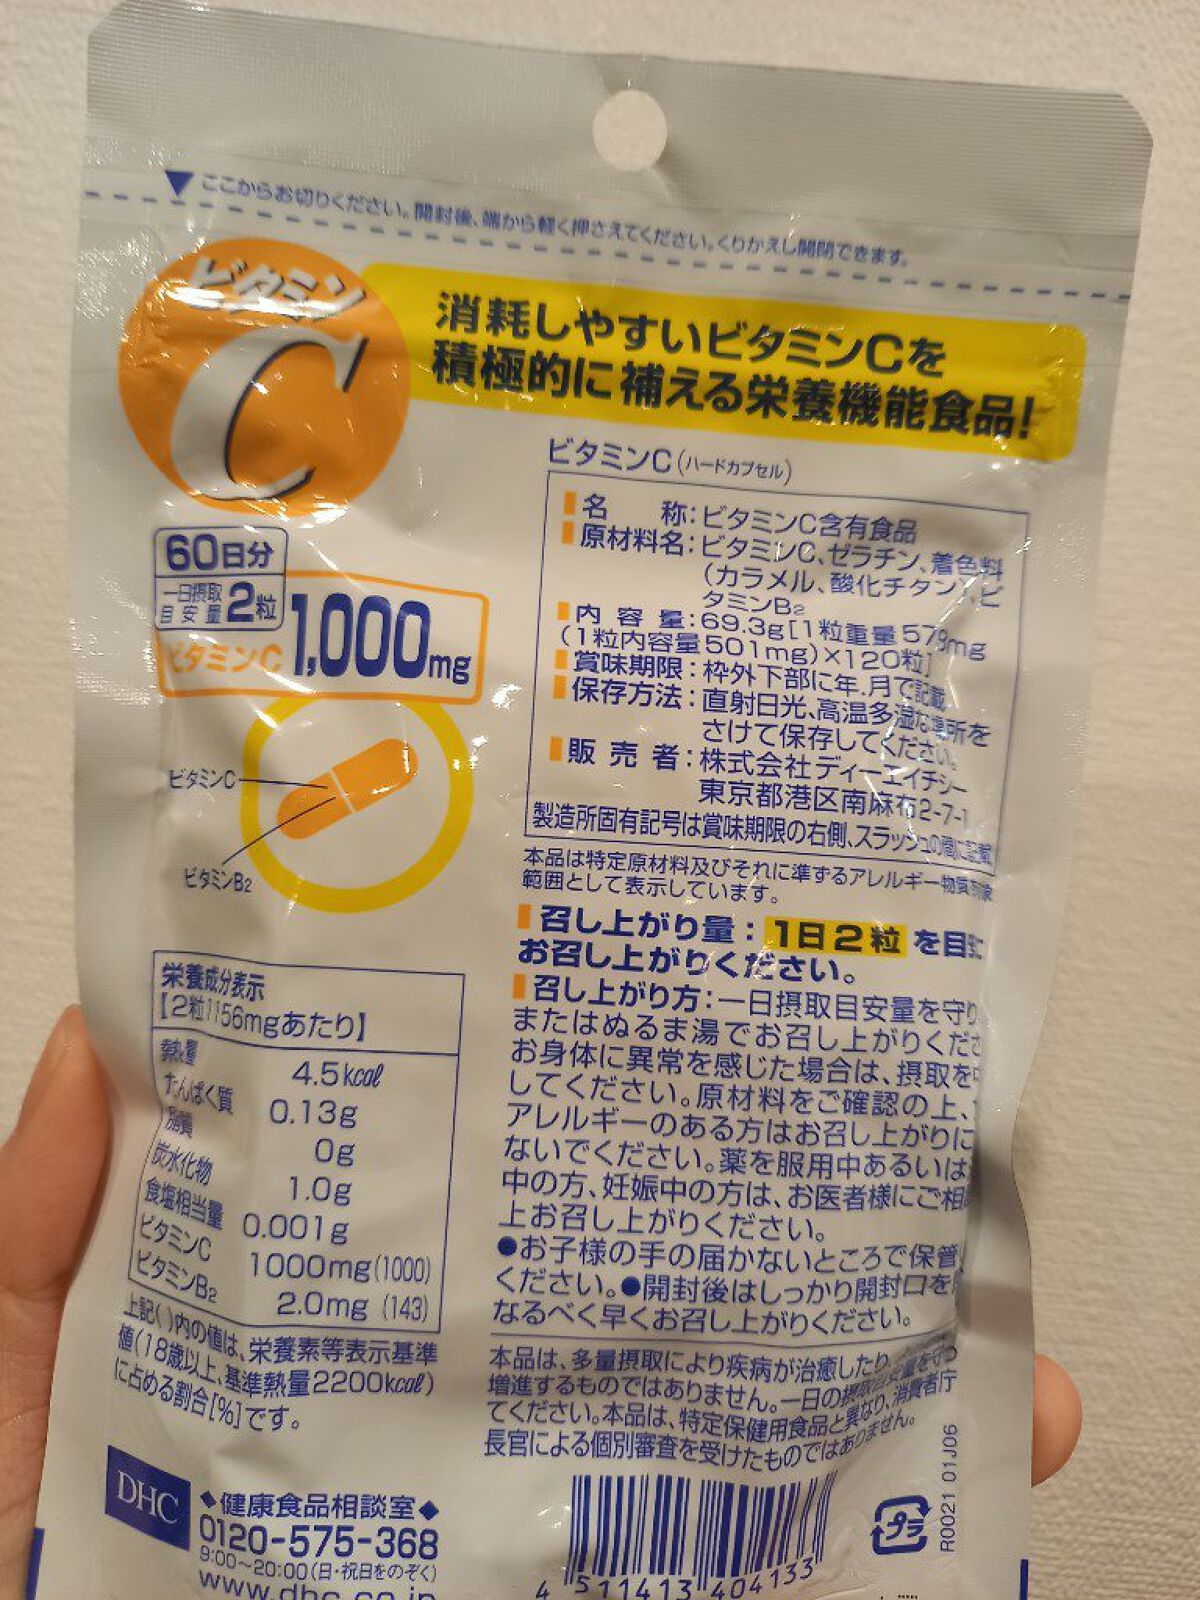 ▼ここからお切りください。開封後、端から軽く押さえてください。くりかえし開閉できます。
ビタミン
C
消耗しやすいビタミンCを
積極的に補える栄養機能食品!
60日分
一日摂取
目安量 2粒
ビタミンC 1,000mg
ビタミンC
ビタミンB2
ビタミンC(ハードカプセル)
名称:ビタミンC含有食品
原材料名:ビタミンC、ゼラチン、着色料
(カラメル、酸化チタン)、ビ
タミンB2
内容量:69.3g[1粒重量578mg
(1粒内容量501mg)×120粒]
賞味期限:枠外下部に年.月で記載
保存方法:直射日光、高温多湿な場所を
さけて保存してください。
販売者:株式会社ディーエイチシー
東京都港区南麻布2-7-1
製造所固有記号は賞味期限の右側、スラッシュの間に記載
本品は特定原材料及びそれに準ずるアレルギー物質対象
範囲として表示しています。
召し上がり量:1日2粒を目安に
お召し上がりください。
召し上がり方:一日摂取目安量を守り
またはぬるま湯でお召し上がりくださ
お身体に異常を感じた場合は、摂取を中
してください。原材料をご確認の上、
アレルギーのある方はお召し上がりに
ないでください。薬を服用中あるいは
中の方、妊娠中の方は、お医者様にご相
上お召し上がりください。
●お子様の手の届かないところで保管
ください。●開封後はしっかり開封口を
なるべく早くお召し上がりください。
本品は、多量摂取により疾病が治癒したり
増進するものではありません。一日の摂取目安量を守っ
てください。本品は、特定保健用食品と異なり、消費者庁
長官による個別審査を受けたものではありません。
栄養成分表示
[2粒1156mgあたり]
熱量 4.5kcal
たんぱく質 0.13g
脂質 0g
炭水化物 1.0g
食塩相当量 0.001g
ビタミンC 1000mg(1000)
ビタミンB2 2.0mg (143)
上記( )内の値は、栄養素等表示基準
値(18歳以上、基準熱量2200kcal)
に占める割合[%]です。
DHC
◆健康食品相談室◆
0120-575-368
9:00~20:00(日・祝日をのぞく)
www.dhc.co.jp
4 511413 404133
プラ
R0021 01J06